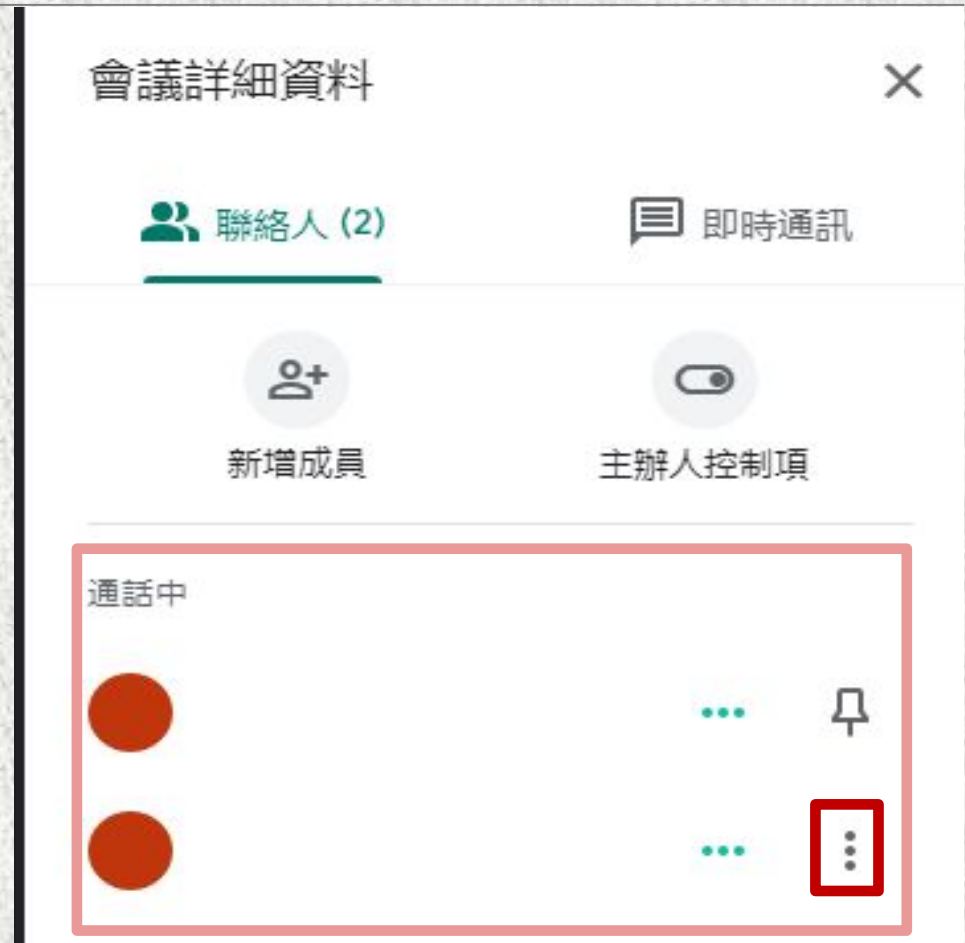 會議詳細資料
聯絡人 (2)
即時通訊
新增成員
主辦人控制項
通話中